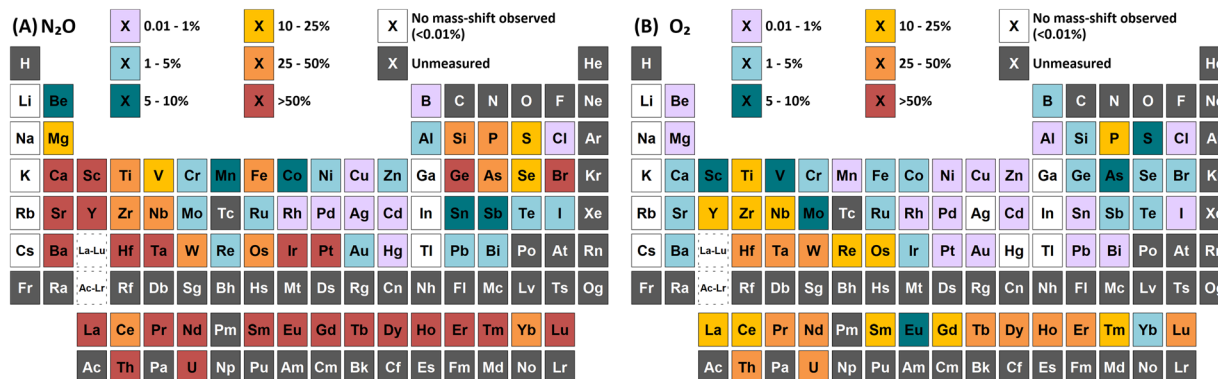 (A) N₂O
X 0.01 - 1% X 10 - 25% X No mass-shift observed (<0.01%)
X 1 - 5% X 25 - 50% X Unmeasured
X 5 - 10% X >50%
H He
Li Be B C N O F Ne
Na Mg Al Si P S Cl Ar
K Ca Sc Ti V Cr Mn Fe Co Ni Cu Zn Ga Ge As Se Br Kr
Rb Sr Y Zr Nb Mo Tc Ru Rh Pd Ag Cd In Sn Sb Te I Xe
Cs Ba La-Lu Hf Ta W Re Os Ir Pt Au Hg Tl Pb Bi Po At Rn
Fr Ra Ac-Lr Rf Db Sg Bh Hs Mt Ds Rg Cn Nh Fl Mc Lv Ts Og
La Ce Pr Nd Pm Sm Eu Gd Tb Dy Ho Er Tm Yb Lu
Ac Th Pa U Np Pu Am Cm Bk Cf Es Fm Md No Lr
(B) O₂
X 0.01 - 1% X 10 - 25% X No mass-shift observed (<0.01%)
X 1 - 5% X 25 - 50% X Unmeasured
X 5 - 10% X >50%
H He
Li Be B C N O F Ne
Na Mg Al Si P S Cl Ar
K Ca Sc Ti V Cr Mn Fe Co Ni Cu Zn Ga Ge As Se Br
Rb Sr Y Zr Nb Mo Tc Ru Rh Pd Ag Cd In Sn Sb Te I Xe
Cs Ba La-Lu Hf Ta W Re Os Ir Pt Au Hg Tl Pb Bi Po At Rn
Fr Ra Ac-Lr Rf Db Sg Bh Hs Mt Ds Rg Cn Nh Fl Mc Lv Ts Og
La Ce Pr Nd Pm Sm Eu Gd Tb Dy Ho Er Tm Yb Lu
Ac Th Pa U Np Pu Am Cm Bk Cf Es Fm Md No Lr